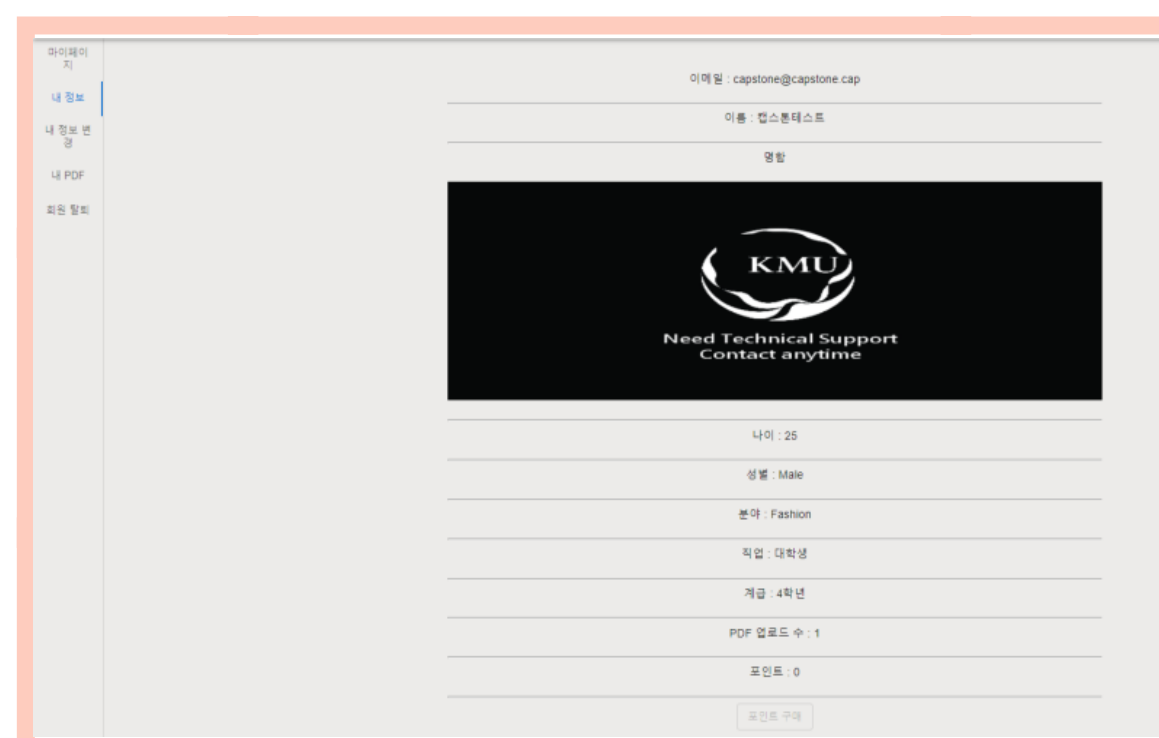 마이페이
지
내 정보
내 정보 변
경
내 PDF
회원 탈퇴
이메일 : capstone@capstone.cap
이름 : 캡스톤테스트
명함
KMU
Need Technical Support
Contact anytime
나이 : 25
성별 : Male
분야 : Fashion
직업 : 대학생
계급 : 4학년
PDF 업로드 수 : 1
포인트 : 0
포인트 구매